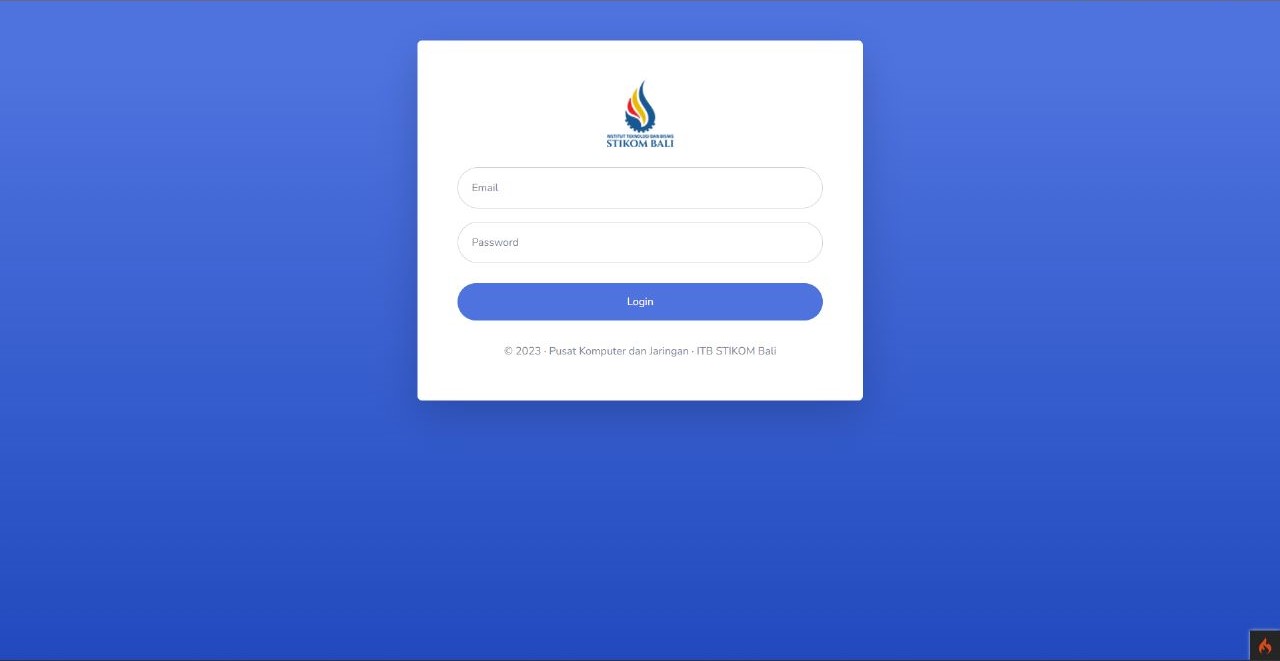 INSTITUT TEKNOLOGI DAN BISNIS
STIKOM BALI
Email
Password
Login
© 2023 · Pusat Komputer dan Jaringan · ITB STIKOM Bali